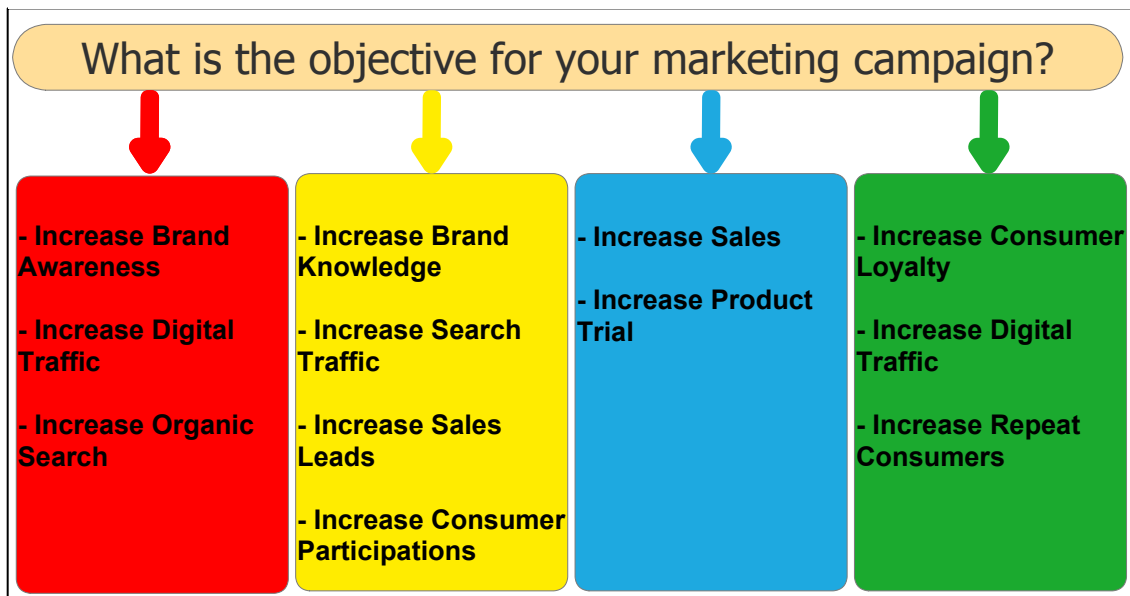 What is the objective for your marketing campaign?
- Increase Brand
Awareness
- Increase Digital
Traffic
- Increase Organic
Search
- Increase Brand
Knowledge
- Increase Search
Traffic
- Increase Sales
Leads
- Increase Consumer
Participations
- Increase Sales
- Increase Product
Trial
- Increase Consumer
Loyalty
- Increase Digital
Traffic
- Increase Repeat
Consumers